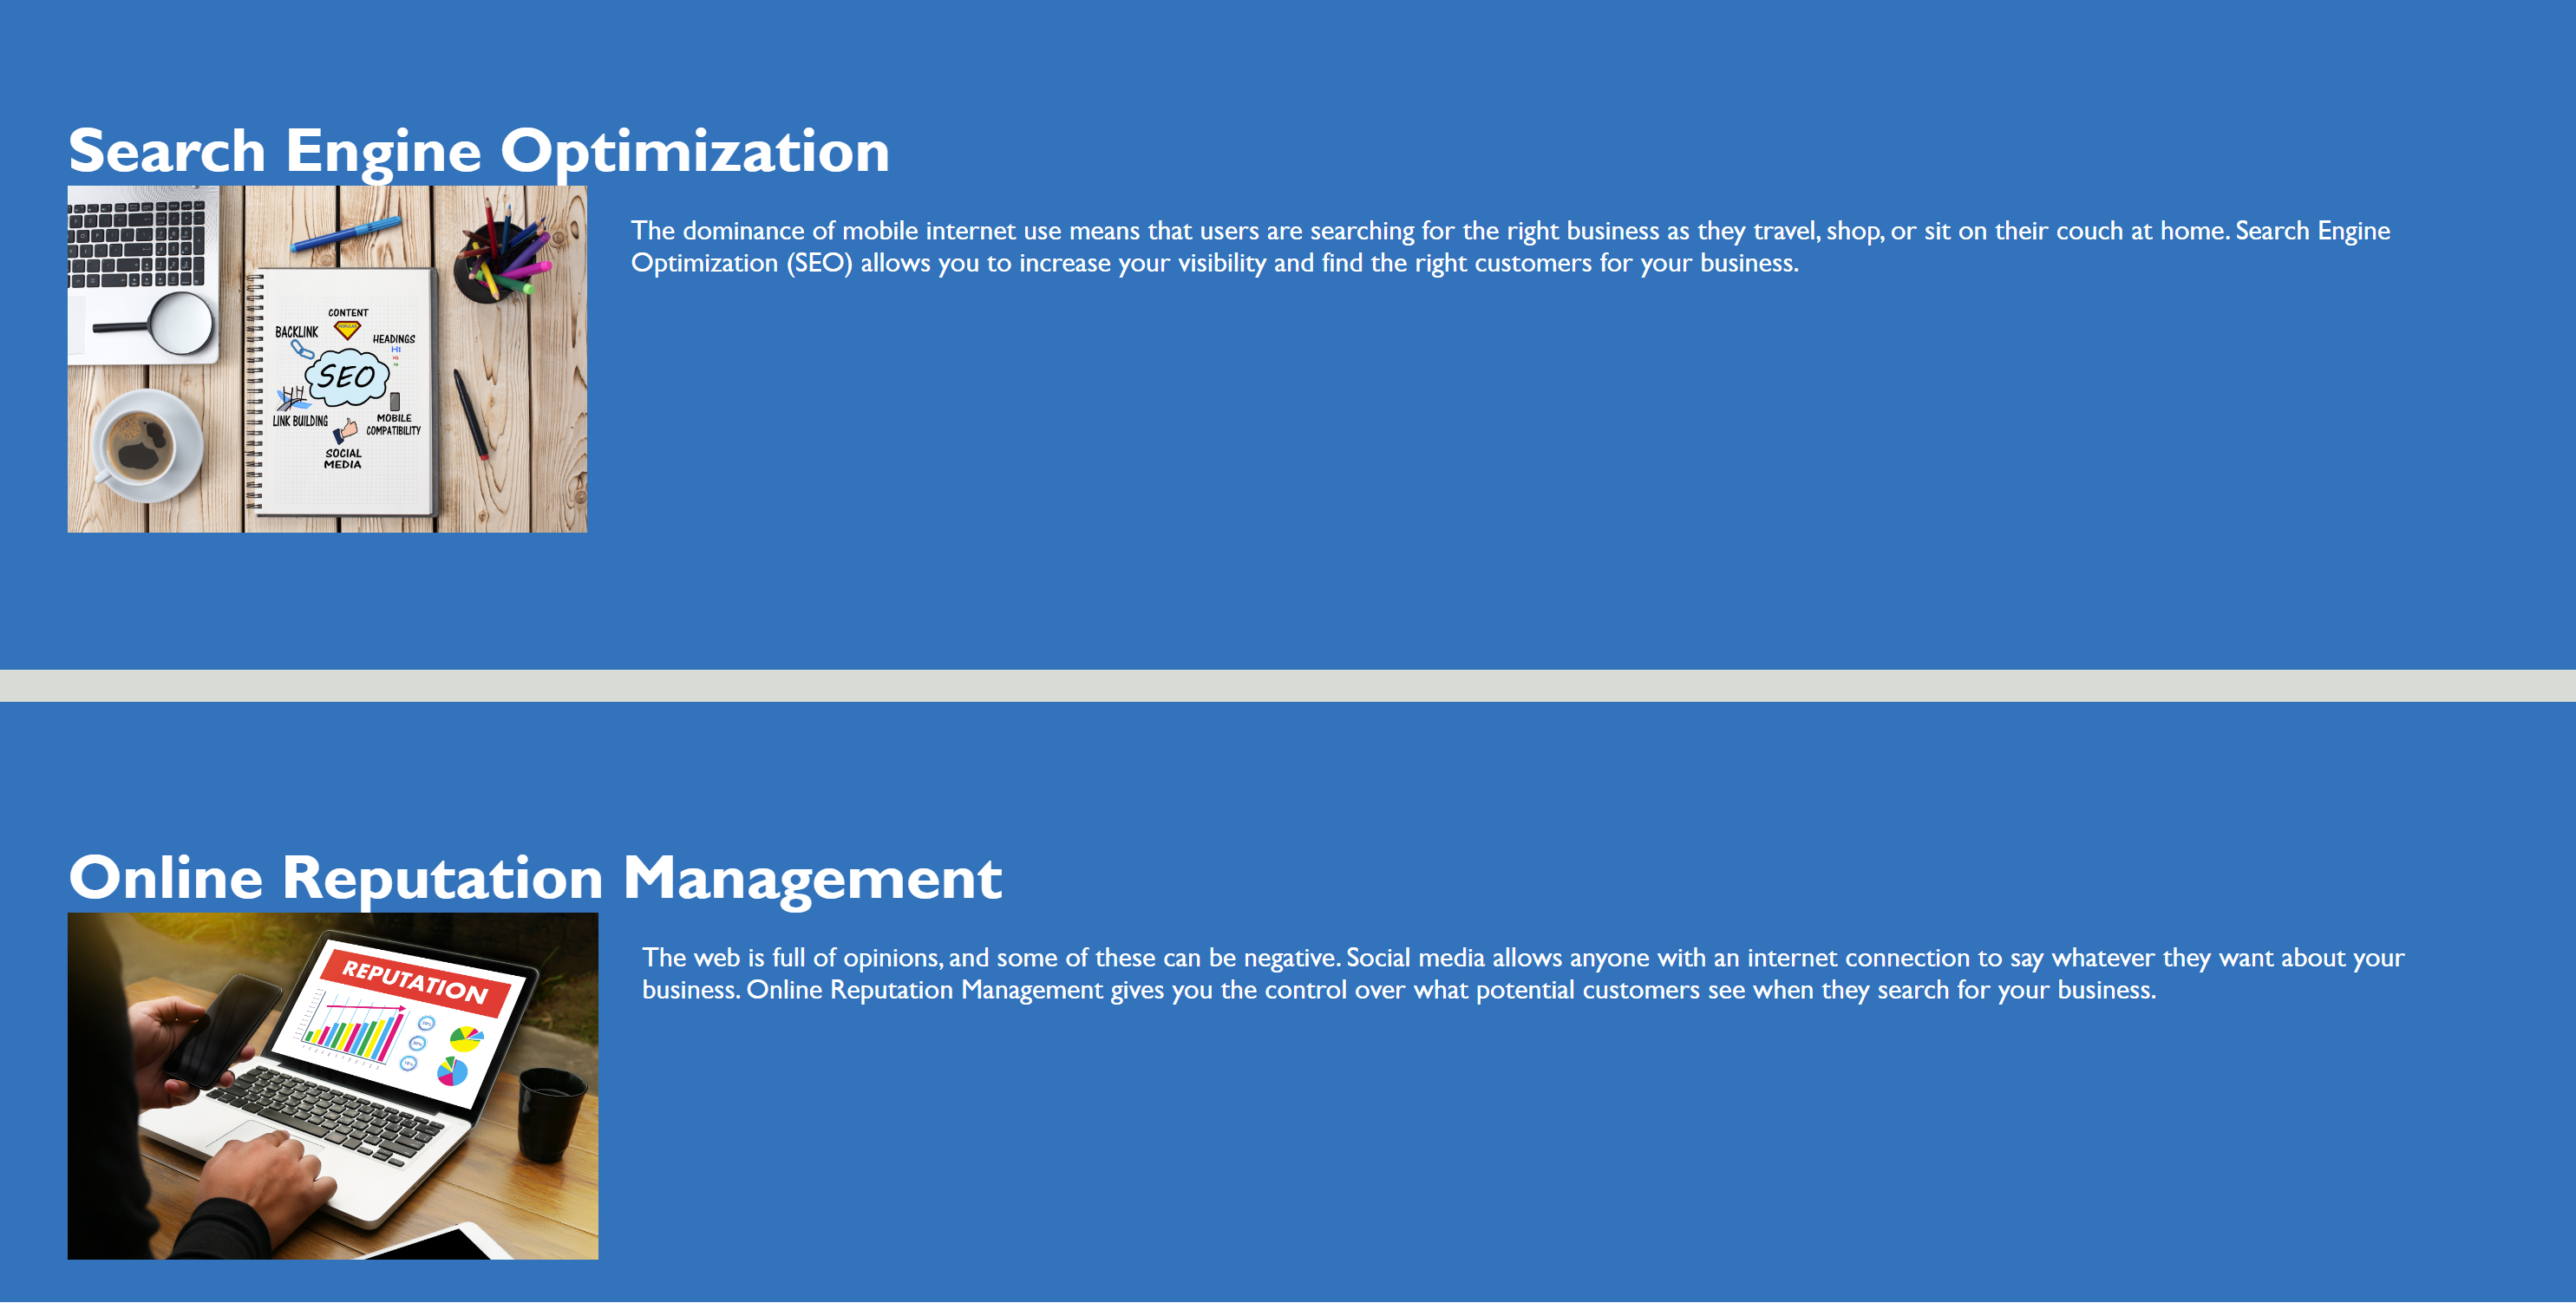 Search Engine Optimization
The dominance of mobile internet use means that users are searching for the right business as they travel, shop, or sit on their couch at home. Search Engine
Optimization (SEO) allows you to increase your visibility and find the right customers for your business.
CONTENT
BACKLINK
HEADINGS
H1
SEO
LINK BUILDING
MOBILE
COMPATIBILITY
SOCIAL
MEDIA
Online Reputation Management
The web is full of opinions, and some of these can be negative. Social media allows anyone with an internet connection to say whatever they want about your
business. Online Reputation Management gives you the control over what potential customers see when they search for your business.
REPUTATION